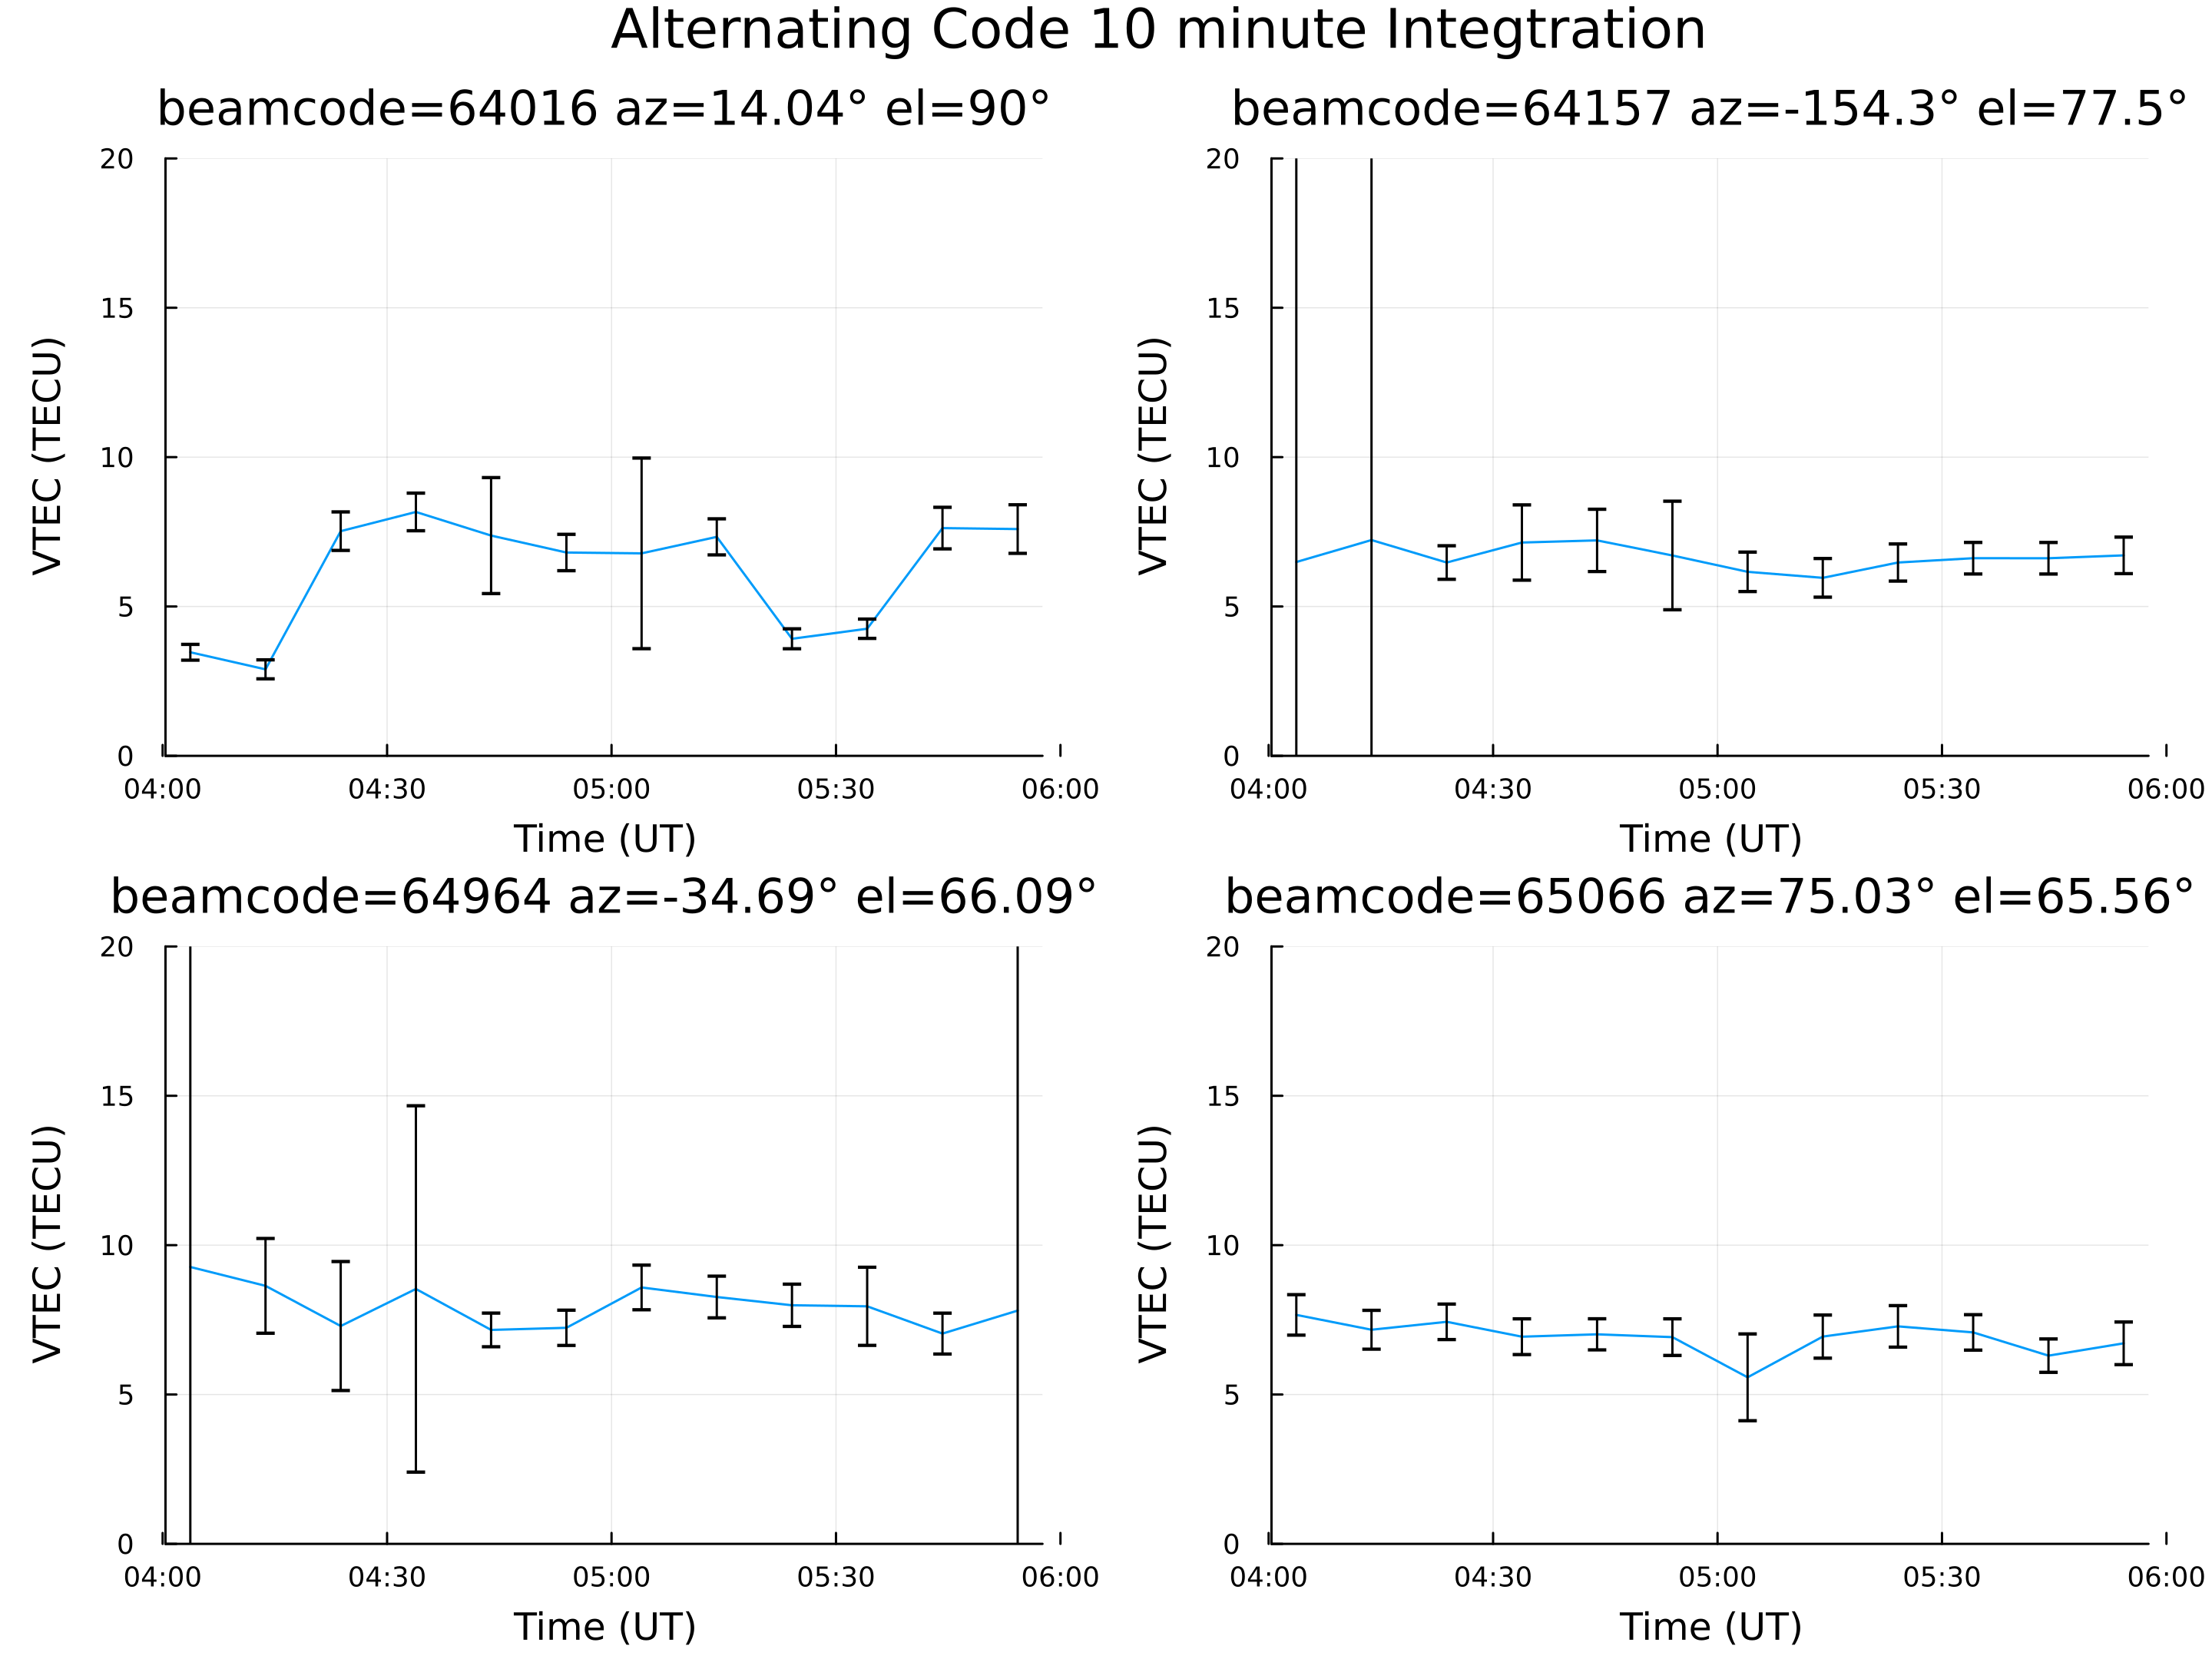 Alternating Code 10 minute Integtration
beamcode=64016 az=14.04° el=90°
20
15
10
5
0
VTEC (TECU)
04:00 04:30 05:00 05:30 06:00
Time (UT)
beamcode=64157 az=-154.3° el=77.5°
20
15
10
5
0
VTEC (TECU)
04:00 04:30 05:00 05:30 06:00
Time (UT)
beamcode=64964 az=-34.69° el=66.09°
20
15
10
5
0
VTEC (TECU)
04:00 04:30 05:00 05:30 06:00
Time (UT)
beamcode=65066 az=75.03° el=65.56°
20
15
10
5
0
VTEC (TECU)
04:00 04:30 05:00 05:30 06:00
Time (UT)